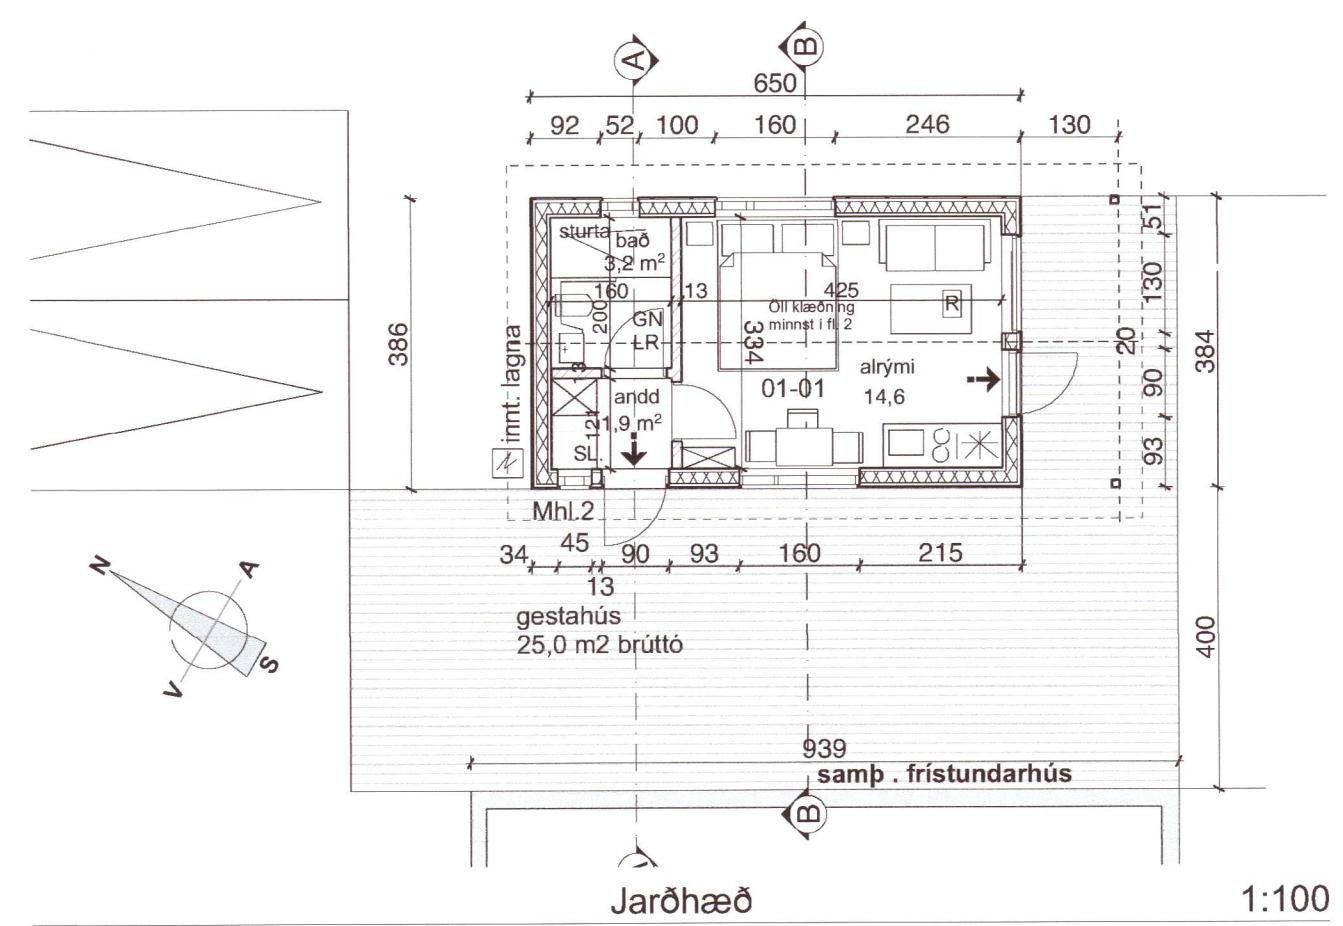 A
B
650
92 52 100 160 246 130
sturta
bað
3,2 m²
51
160 13 425
130
Öll klæðning
minnst í fl. 2
R
200
GN
LR
334
386
innt. lagna
20
384
13
alrými
01-01
14,6
90
andd
1,9 m²
121
SL.
93
Mhl.2
34 45 90 93 160 215
13
gestahús
25,0 m2 brúttó
N
A
S
V
400
939
samþ . frístundarhús
B
A
Jarðhæð
1:100